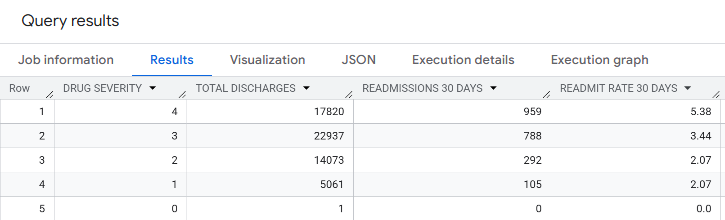 Query results
Job information Results Visualization JSON Execution details Execution graph
Row DRUG SEVERITY TOTAL DISCHARGES READMISSIONS 30 DAYS READMIT RATE 30 DAYS
1 4 17820 959 5.38
2 3 22937 788 3.44
3 2 14073 292 2.07
4 1 5061 105 2.07
5 0 1 0 0.0